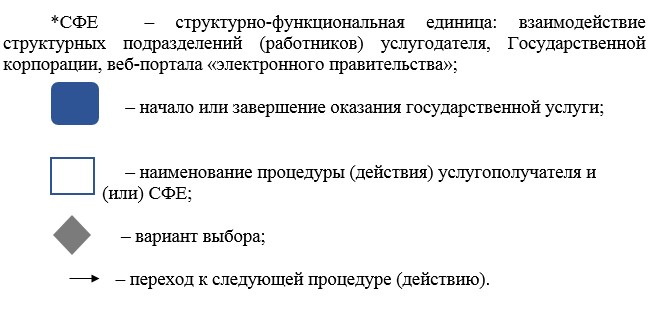 *СФЕ – структурно-функциональная единица: взаимодействие
структурных подразделений (работников) услугодателя, Государственной
корпорации, веб-портала «электронного правительства»;
– начало или завершение оказания государственной услуги;
– наименование процедуры (действия) услугополучателя и
(или) СФЕ;
– вариант выбора;
– переход к следующей процедуре (действию).